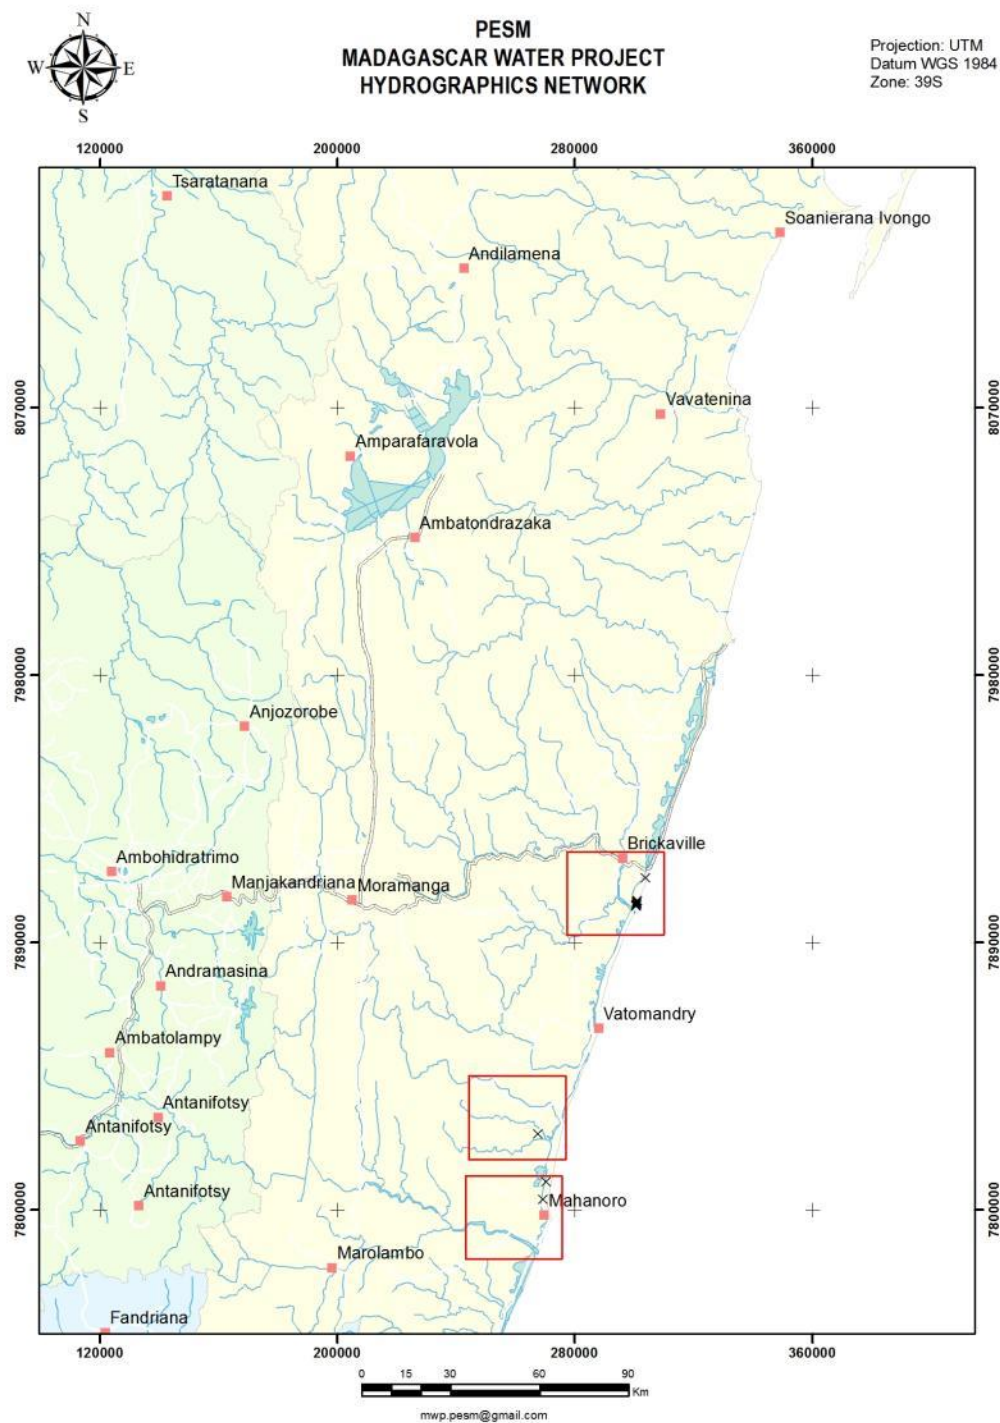 N
W E
S
PESM
MADAGASCAR WATER PROJECT
HYDROGRAPHICS NETWORK
Projection: UTM
Datum WGS 1984
Zone: 39S
120000 200000 280000 360000
Tsaratanana
Soanierana Ivongo
Andilamena
Vavatenina
8070000 8070000
Amparafaravola
Ambatondrazaka
7980000 7980000
Anjozorobe
Brickaville
Ambohidratrimo
Manjakandriana
Moramanga
7890000 7890000
Andramasina
Vatomandry
Ambatolampy
Antanifotsy
Antanifotsy
Antanifotsy
Mahanoro
7800000 7800000
Marolambo
Fandriana
120000 200000 280000 360000
0 15 30 60 90
Km
mwp.pesm@gmail.com